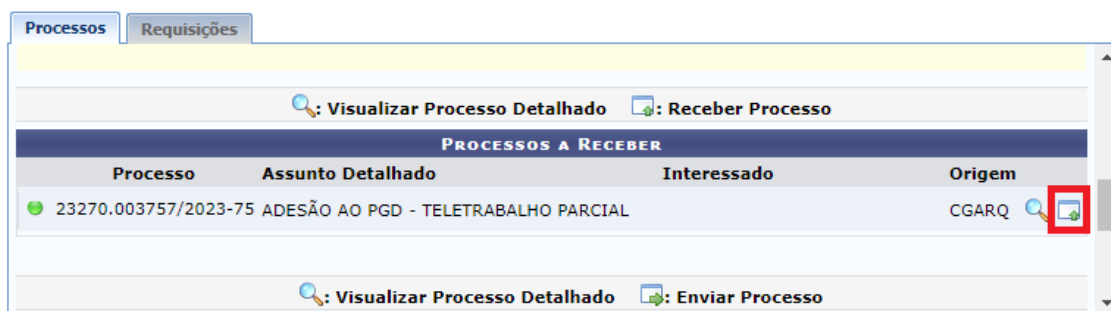 Processos Requisições
: Visualizar Processo Detalhado : Receber Processo
Processos a Receber
Processo Assunto Detalhado Interessado Origem
23270.003757/2023-75 ADESÃO AO PGD - TELETRABALHO PARCIAL CGARQ
: Visualizar Processo Detalhado : Enviar Processo